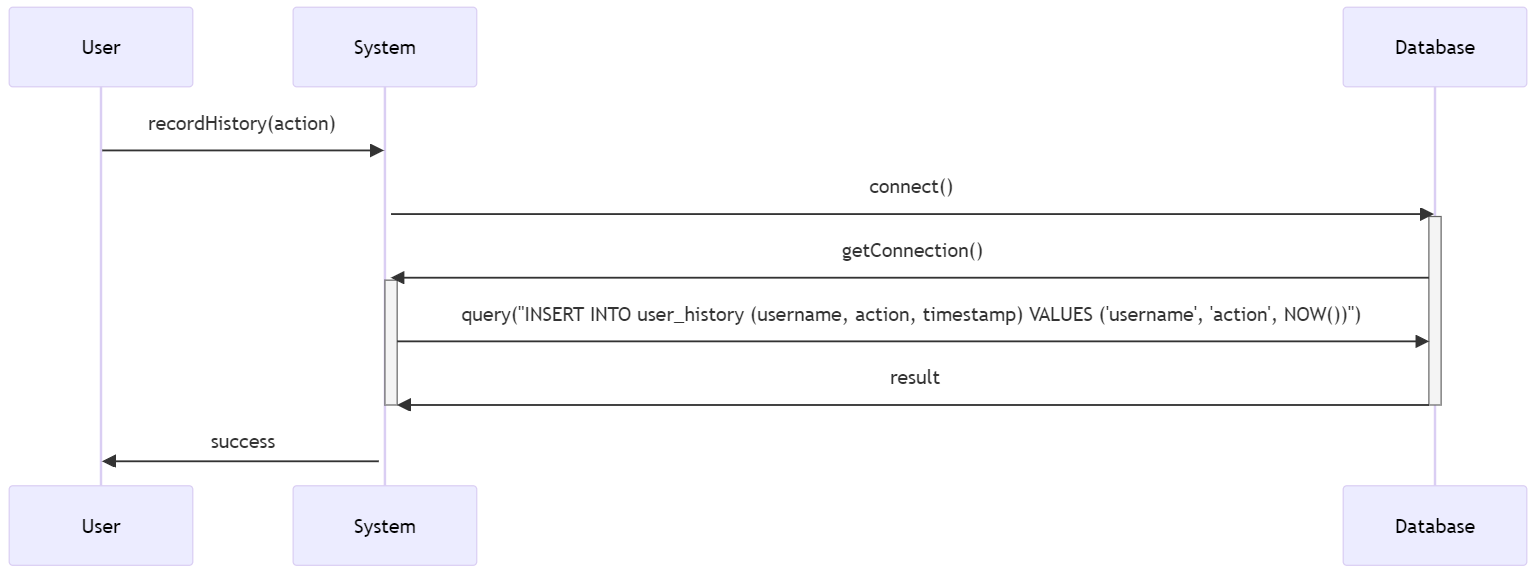 User
System
Database
recordHistory(action)
connect()
getConnection()
query("INSERT INTO user_history (username, action, timestamp) VALUES ('username', 'action', NOW())")
result
success
User
System
Database